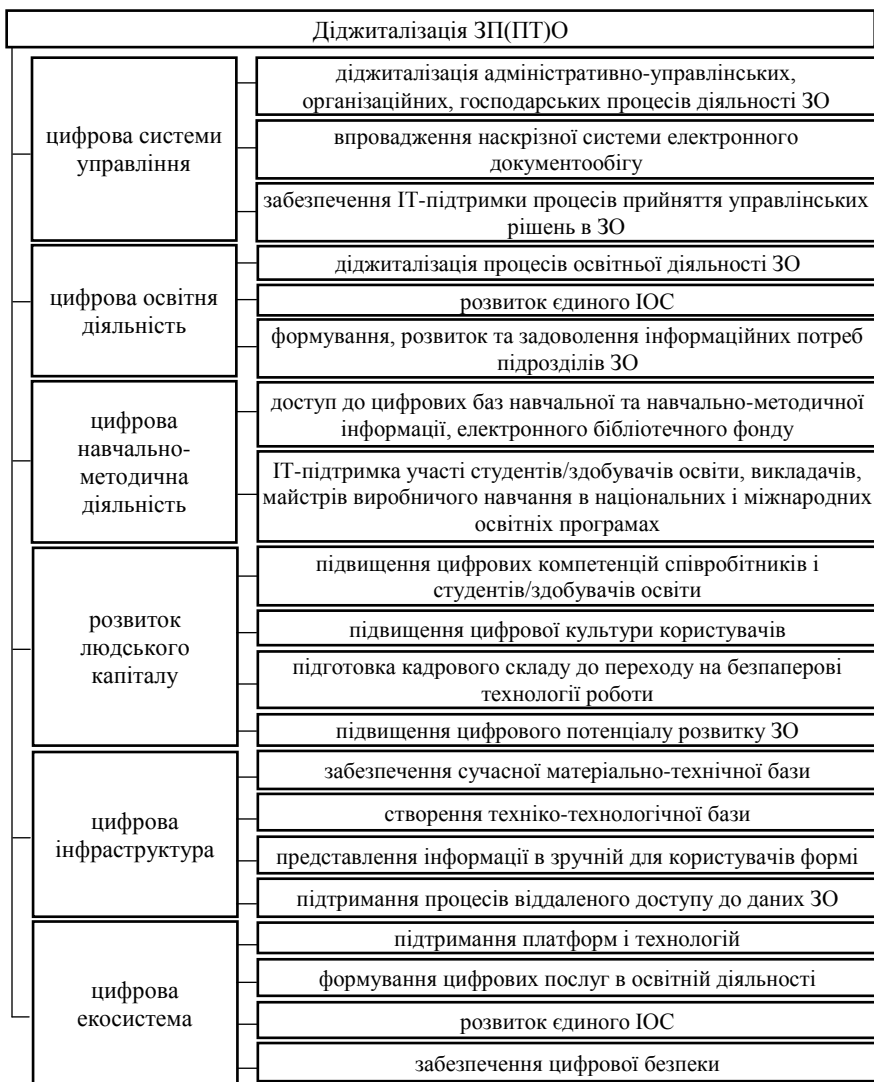 Діджиталізація ЗП(ПТ)О
цифрова системи
управління
діджиталізація адміністративно-управлінських,
організаційних, господарських процесів діяльності ЗО
впровадження наскрізної системи електронного
документообігу
забезпечення ІТ-підтримки процесів прийняття управлінських
рішень в ЗО
цифрова освітня
діяльність
діджиталізація процесів освітньої діяльності ЗО
розвиток єдиного ІОС
формування, розвиток та задоволення інформаційних потреб
підрозділів ЗО
цифрова
навчально-
методична
діяльність
доступ до цифрових баз навчальної та навчально-методичної
інформації, електронного бібліотечного фонду
ІТ-підтримка участі студентів/здобувачів освіти, викладачів,
майстрів виробничого навчання в національних і міжнародних
освітніх програмах
розвиток
людського
капіталу
підвищення цифрових компетенцій співробітників і
студентів/здобувачів освіти
підвищення цифрової культури користувачів
підготовка кадрового складу до переходу на безпаперові
технології роботи
підвищення цифрового потенціалу розвитку ЗО
цифрова
інфраструктура
забезпечення сучасної матеріально-технічної бази
створення техніко-технологічної бази
представлення інформації в зручній для користувачів формі
підтримання процесів віддаленого доступу до даних ЗО
цифрова
екосистема
підтримання платформ і технологій
формування цифрових послуг в освітній діяльності
розвиток єдиного ІОС
забезпечення цифрової безпеки